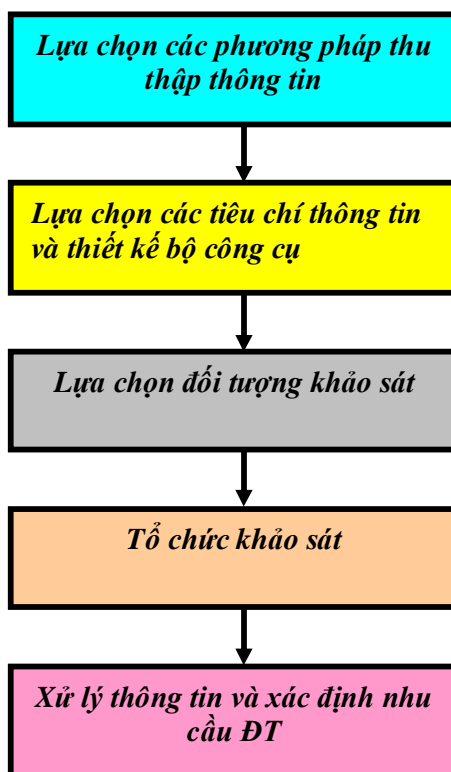 Lựa chọn các phương pháp thu
thập thông tin
Lựa chọn các tiêu chí thông tin
và thiết kế bộ công cụ
Lựa chọn đối tượng khảo sát
Tổ chức khảo sát
Xử lý thông tin và xác định nhu
cầu ĐT